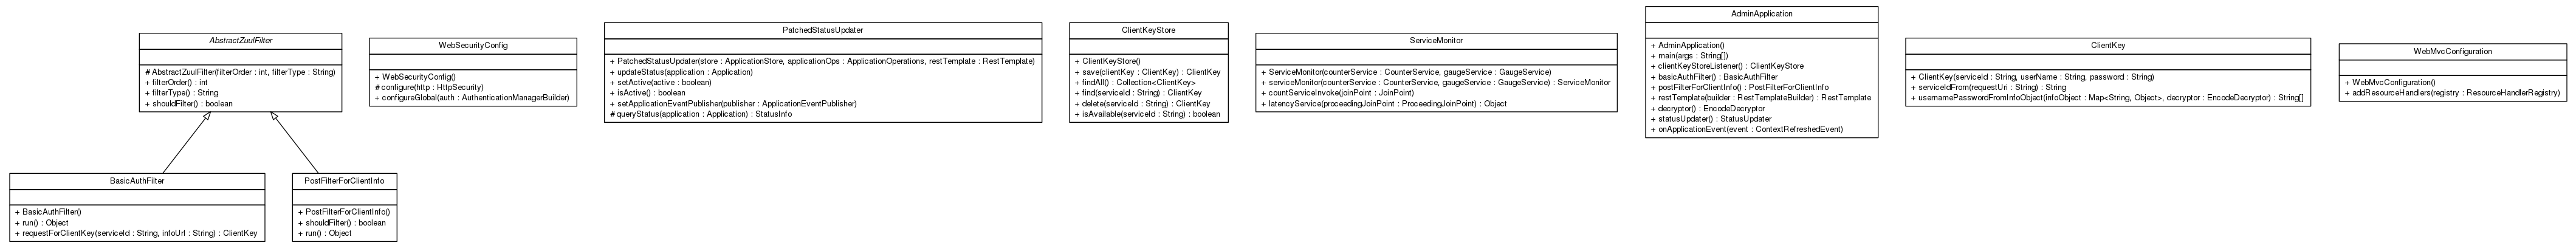 AbstractZuulFilter
# AbstractZuulFilter(filterOrder : int, filterType : String)
+ filterOrder() : int
+ filterType() : String
+ shouldFilter() : boolean
WebSecurityConfig
+ WebSecurityConfig()
# configure(http : HttpSecurity)
+ configureGlobal(auth : AuthenticationManagerBuilder)
PatchedStatusUpdater
+ PatchedStatusUpdater(store : ApplicationStore, applicationOps : ApplicationOperations, restTemplate : RestTemplate)
+ updateStatus(application : Application)
+ setActive(active : boolean)
+ isActive() : boolean
+ setApplicationEventPublisher(publisher : ApplicationEventPublisher)
# queryStatus(application : Application) : StatusInfo
ClientKeyStore
+ ClientKeyStore()
+ save(clientKey : ClientKey) : ClientKey
+ findAll() : Collection<ClientKey>
+ find(serviceId : String) : ClientKey
+ delete(serviceId : String) : ClientKey
+ isAvailable(serviceId : String) : boolean
ServiceMonitor
+ ServiceMonitor(counterService : CounterService, gaugeService : GaugeService)
+ serviceMonitor(counterService : CounterService, gaugeService : GaugeService) : ServiceMonitor
+ countServiceInvoke(joinPoint : JoinPoint)
+ latencyService(proceedingJoinPoint : ProceedingJoinPoint) : Object
AdminApplication
+ AdminApplication()
+ main(args : String[])
+ clientKeyStoreListener() : ClientKeyStore
+ basicAuthFilter() : BasicAuthFilter
+ postFilterForClientInfo() : PostFilterForClientInfo
+ restTemplate(builder : RestTemplateBuilder) : RestTemplate
+ decryptor() : EncodeDecryptor
+ statusUpdater() : StatusUpdater
+ onApplicationEvent(event : ContextRefreshedEvent)
ClientKey
+ ClientKey(serviceId : String, userName : String, password : String)
+ serviceIdFrom(requestUri : String) : String
+ usernamePasswordFromInfoObject(infoObject : Map<String, Object>, decryptor : EncodeDecryptor) : String[]
WebMvcConfiguration
+ WebMvcConfiguration()
+ addResourceHandlers(registry : ResourceHandlerRegistry)
BasicAuthFilter
+ BasicAuthFilter()
+ run() : Object
+ requestForClientKey(serviceId : String, infoUrl : String) : ClientKey
PostFilterForClientInfo
+ PostFilterForClientInfo()
+ shouldFilter() : boolean
+ run() : Object